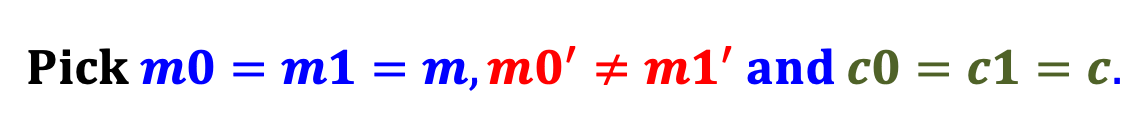 Pick m0 = m1 = m, m0′ ≠ m1′ and c0 = c1 = c.